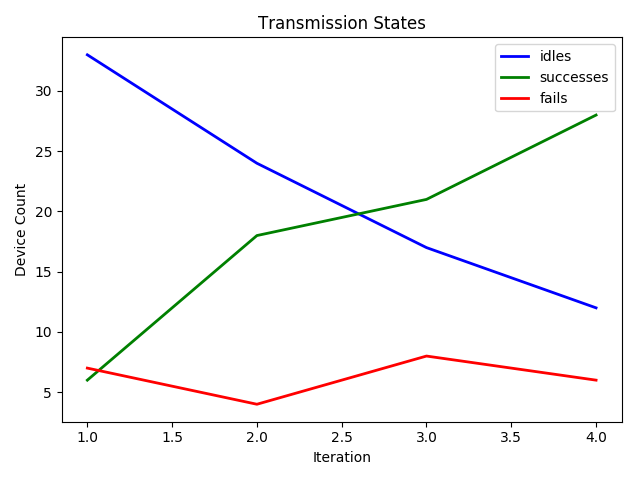 Transmission States
idles
successes
fails
Device Count
30
25
20
15
10
5
1.0 1.5 2.0 2.5 3.0 3.5 4.0
Iteration